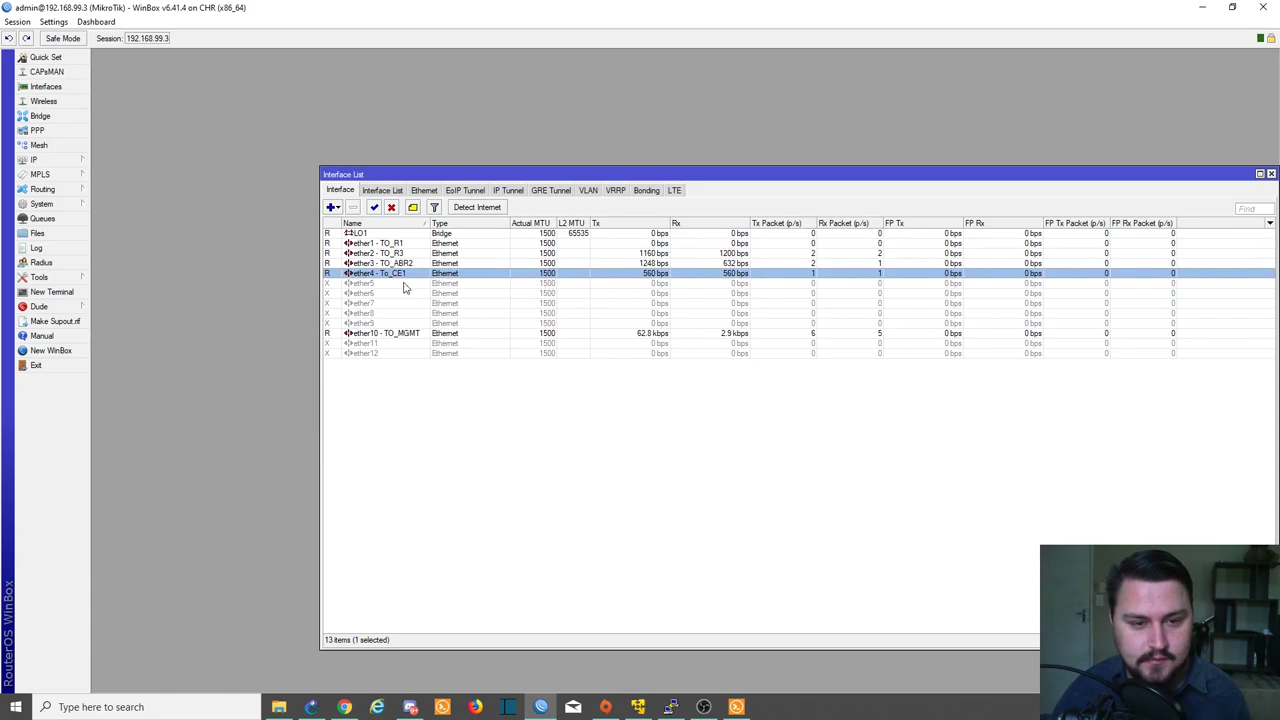 admin@192.168.99.3 (MikroTik) - WinBox v6.41.4 on CHR (x86_64)
Session Settings Dashboard
Safe Mode Session: 192.168.99.3
Quick Set
CAPsMAN
Interfaces
Wireless
Bridge
PPP
Mesh
IP
MPLS
Routing
System
Queues
Files
Log
Radius
Tools
New Terminal
Dude
Make Supout.rif
Manual
New WinBox
Exit
RouterOS WinBox
Interface List
Interface Interface List Ethernet EoIP Tunnel IP Tunnel GRE Tunnel VLAN VRRP Bonding LTE
Detect Internet Find
Name Type Actual MTU L2 MTU Tx Rx Tx Packet (p/s) Rx Packet (p/s) FP Tx FP Rx FP Tx Packet (p/s) FP Rx Packet (p/s)
R LO1 Bridge 1500 65535 0 bps 0 bps 0 0 0 bps 0 bps 0 0
R ether1 - TO_R1 Ethernet 1500 0 bps 0 bps 0 0 0 bps 0 bps 0 0
R ether2 - TO_R3 Ethernet 1500 1160 bps 1200 bps 2 2 0 bps 0 bps 0 0
R ether3 - TO_ABR2 Ethernet 1500 1248 bps 632 bps 2 1 0 bps 0 bps 0 0
R ether4 - To_CE1 Ethernet 1500 560 bps 560 bps 1 1 0 bps 0 bps 0 0
X ether5 Ethernet 1500 0 bps 0 bps 0 0 0 bps 0 bps 0 0
X ether6 Ethernet 1500 0 bps 0 bps 0 0 0 bps 0 bps 0 0
X ether7 Ethernet 1500 0 bps 0 bps 0 0 0 bps 0 bps 0 0
X ether8 Ethernet 1500 0 bps 0 bps 0 0 0 bps 0 bps 0 0
X ether9 Ethernet 1500 0 bps 0 bps 0 0 0 bps 0 bps 0 0
R ether10 - TO_MGMT Ethernet 1500 62.8 kbps 2.9 kbps 6 5 0 bps 0 bps 0 0
X ether11 Ethernet 1500 0 bps 0 bps 0 0 0 bps 0 bps 0 0
X ether12 Ethernet 1500 0 bps 0 bps 0 0 0 bps 0 bps 0 0
13 items (1 selected)
Type here to search